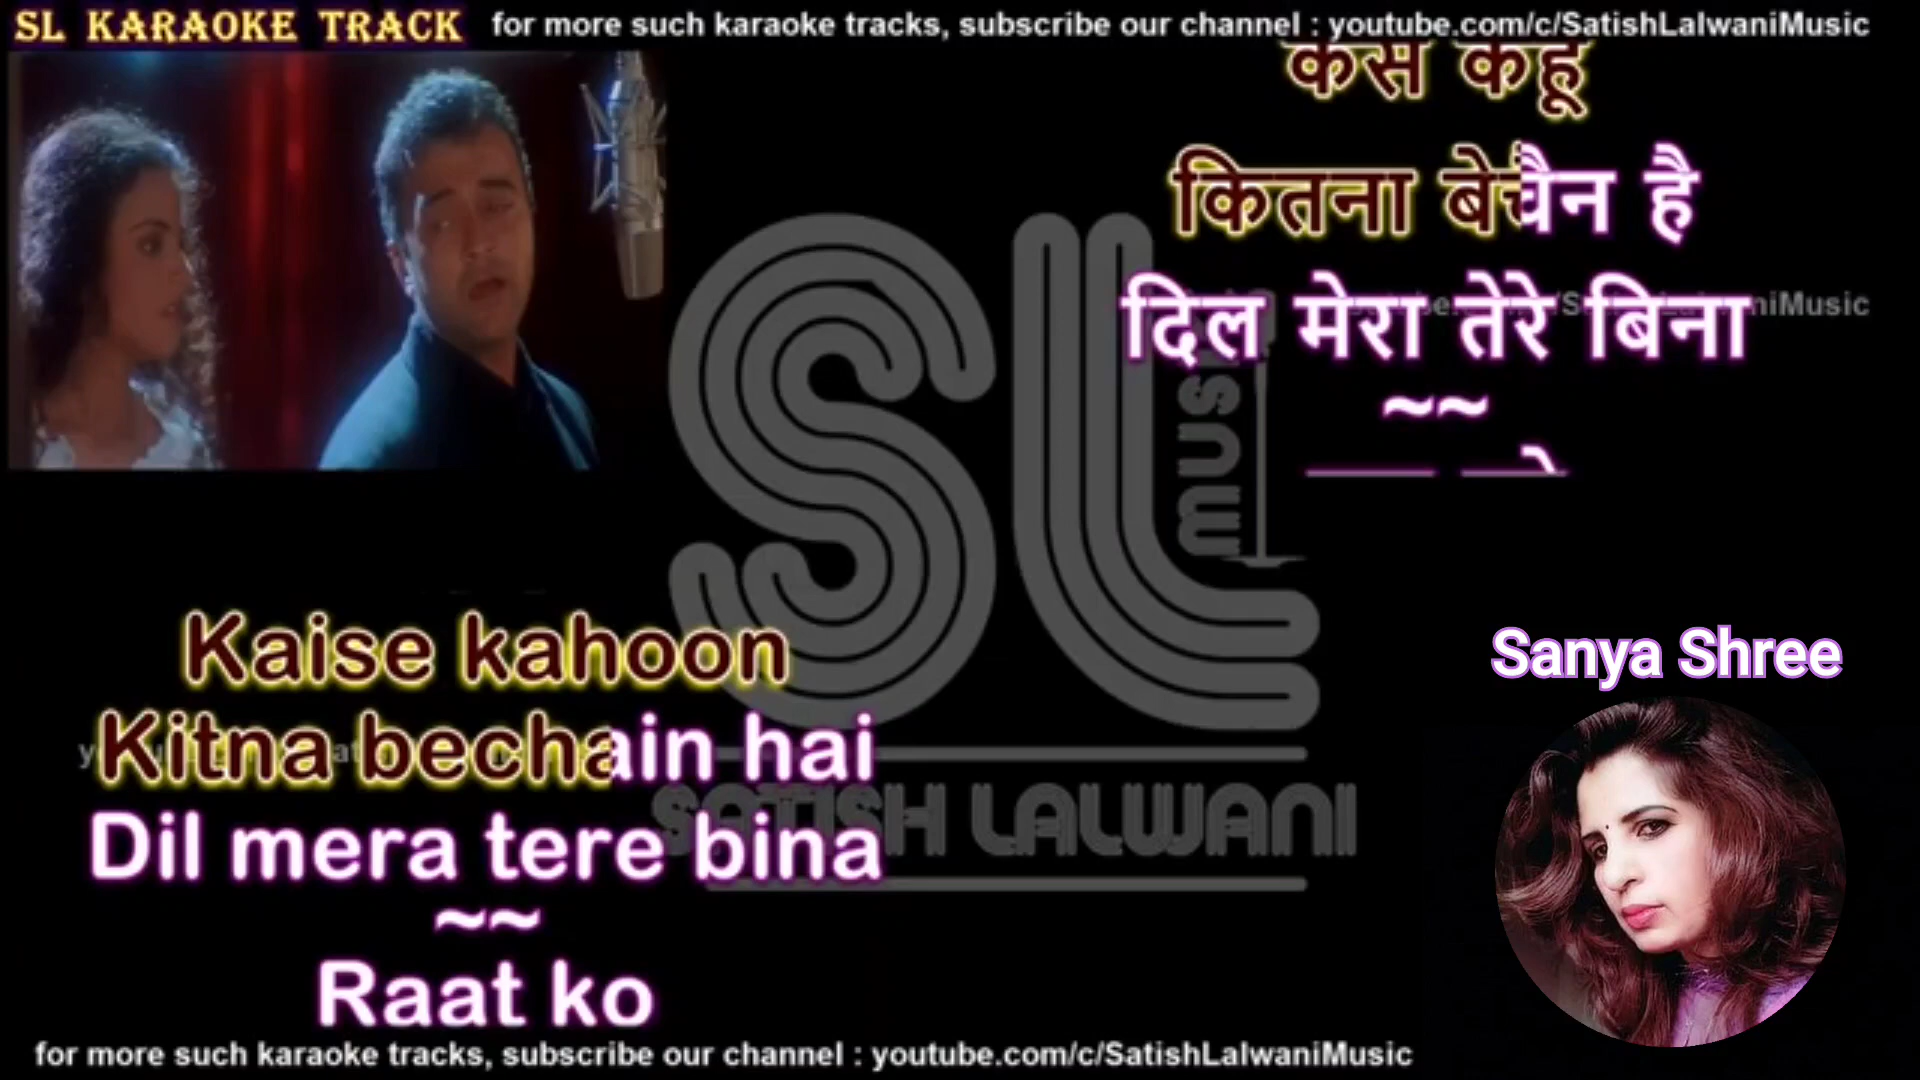 SL KARAOKE TRACK for more such karaoke tracks, subscribe our channel : youtube.com/c/SatishLalwaniMusic
कैसे कहूँ
कितना बेचैन है
दिल मेरा तेरे बिना
~~
SL
music
SATISH LALWANI
Kaise kahoon
Kitna bechain hai
Dil mera tere bina
~~
Raat ko
Sanya Shree
for more such karaoke tracks, subscribe our channel : youtube.com/c/SatishLalwaniMusic